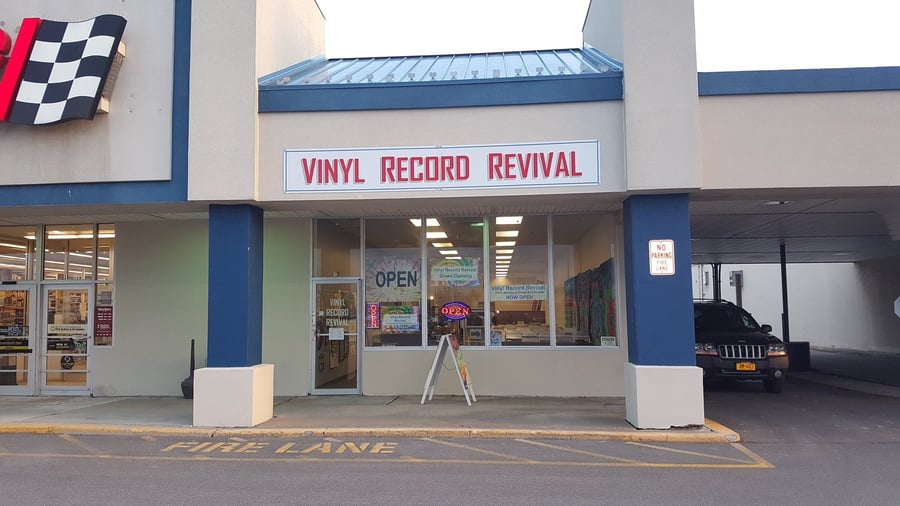 VINYL RECORD REVIVAL
NO
PARKING
FIRE
LANE
OPEN
Vinyl Record Revival
Grand Opening
Vinyl Record Revival
NOW OPEN
VINYL
RECORD
REVIVAL
OPEN
OPEN
FIRE LANE